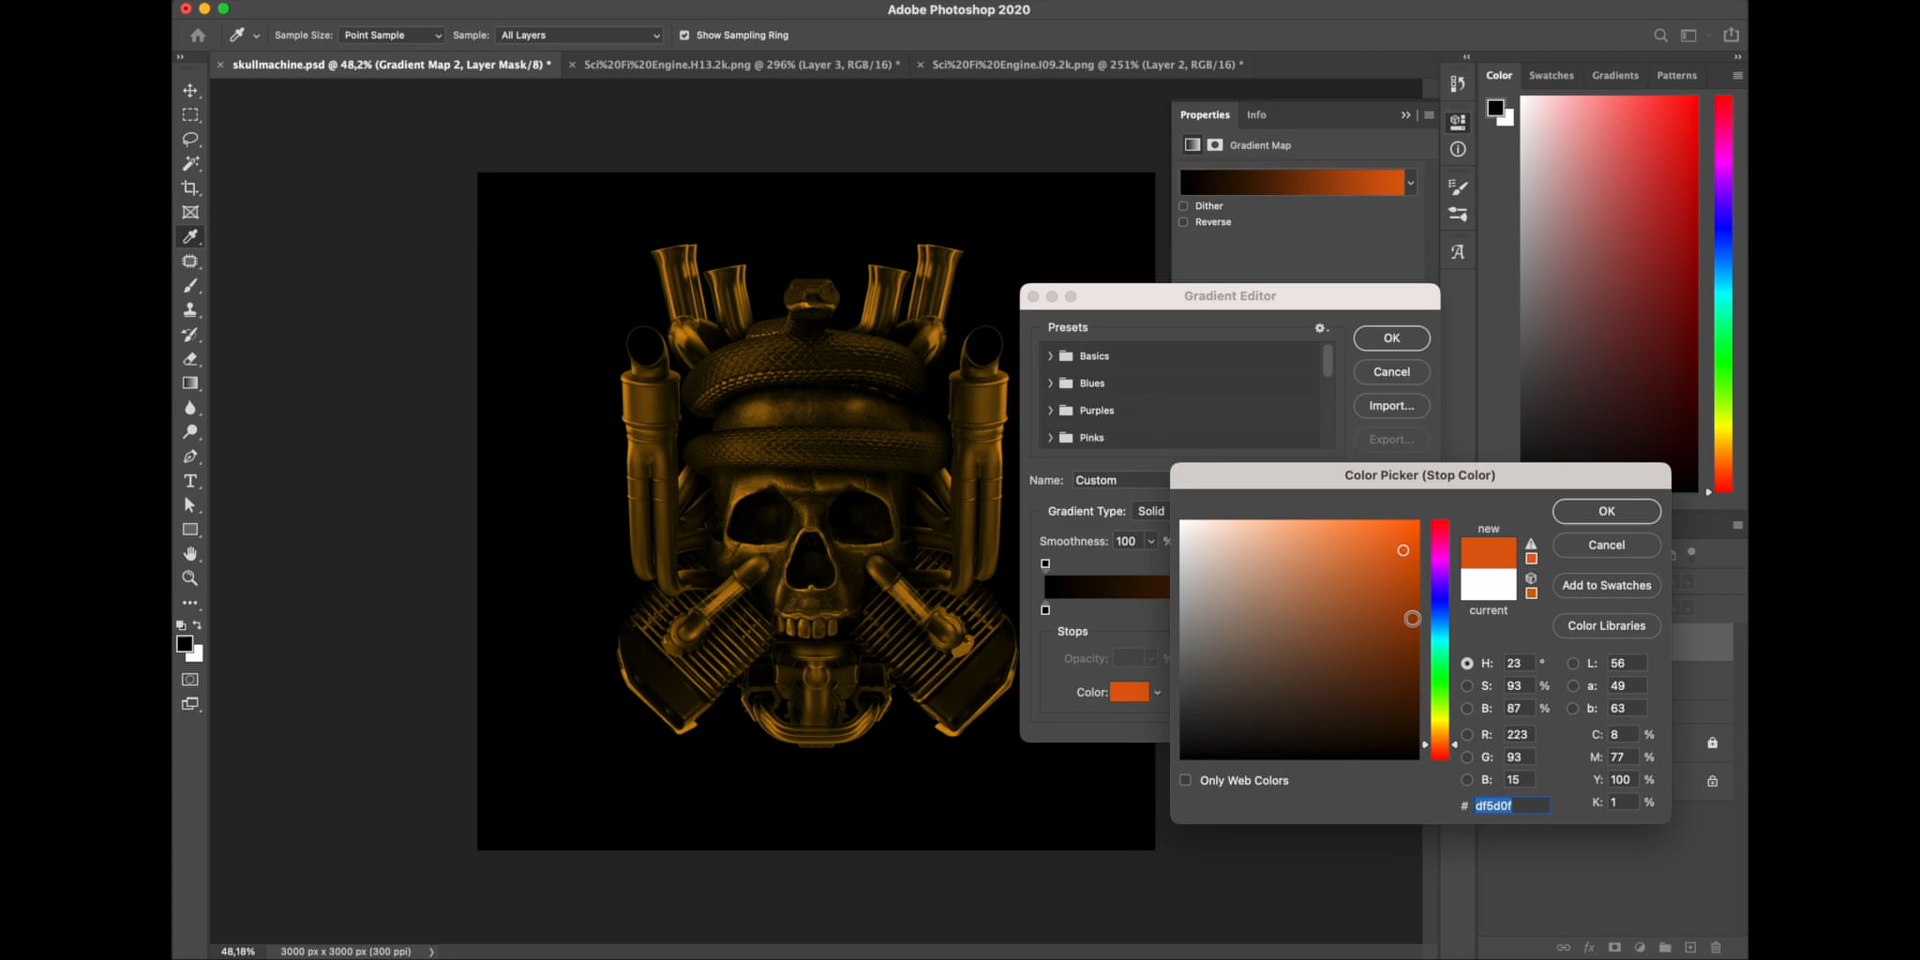 Adobe Photoshop 2020
Sample Size: Point Sample Sample: All Layers Show Sampling Ring
skullmachine.psd @ 48,2% (Gradient Map 2, Layer Mask/8) *
Sci%20Fi%20Engine.H13.2k.png @ 296% (Layer 3, RGB/16) *
Sci%20Fi%20Engine.I09.2k.png @ 251% (Layer 2, RGB/16) *
Color Swatches Gradients Patterns
Properties Info
Gradient Map
Dither
Reverse
Gradient Editor
Presets
Basics
Blues
Purples
Pinks
OK
Cancel
Import...
Export...
Name: Custom
Gradient Type: Solid
Smoothness: 100 %
Stops
Opacity: %
Color:
Color Picker (Stop Color)
new
current
OK
Cancel
Add to Swatches
Color Libraries
H: 23 °
S: 93 %
B: 87 %
R: 223
G: 93
B: 15
# df5d0f
L: 56
a: 49
b: 63
C: 8 %
M: 77 %
Y: 100 %
K: 1 %
Only Web Colors
48,18% 3000 px x 3000 px (300 ppi)